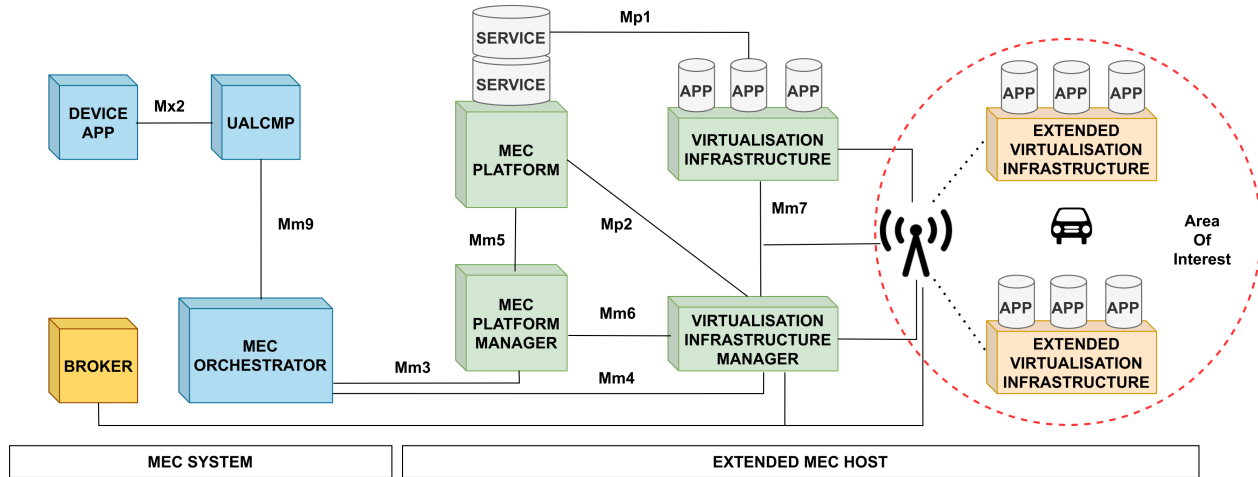 Mp1
SERVICE
SERVICE
APP
APP
APP
APP
APP
APP
DEVICE
APP
Mx2
UALCMP
MEC
PLATFORM
VIRTUALISATION
INFRASTRUCTURE
EXTENDED
VIRTUALISATION
INFRASTRUCTURE
Mm9
Mm5
Mp2
Mm7
Area
Of
Interest
BROKER
MEC
ORCHESTRATOR
MEC
PLATFORM
MANAGER
Mm6
VIRTUALISATION
INFRASTRUCTURE
MANAGER
APP
APP
APP
EXTENDED
VIRTUALISATION
INFRASTRUCTURE
Mm3
Mm4
MEC SYSTEM
EXTENDED MEC HOST